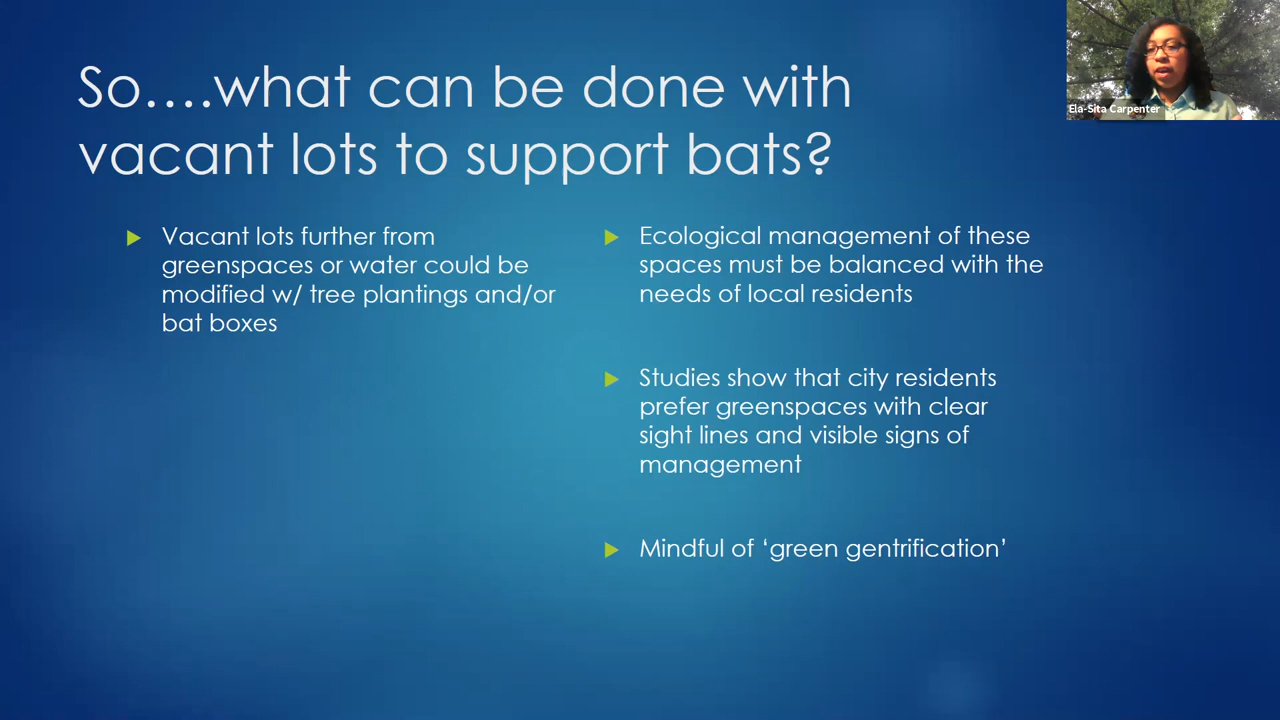 So….what can be done with
vacant lots to support bats?
Vacant lots further from
greenspaces or water could be
modified w/ tree plantings and/or
bat boxes
Ecological management of these
spaces must be balanced with the
needs of local residents
Studies show that city residents
prefer greenspaces with clear
sight lines and visible signs of
management
Mindful of ‘green gentrification’
Ela-Sita Carpenter